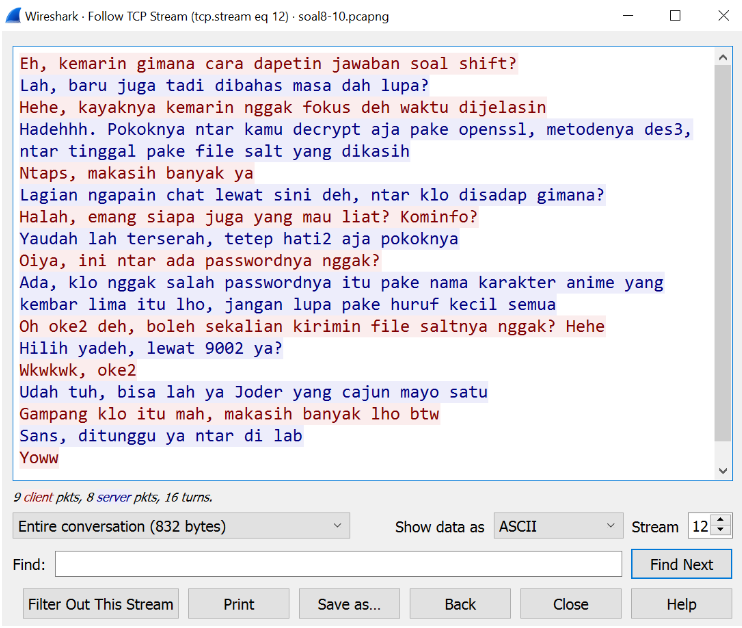 Wireshark · Follow TCP Stream (tcp.stream eq 12) · soal8-10.pcapng
Eh, kemarin gimana cara dapetin jawaban soal shift?
Lah, baru juga tadi dibahas masa dah lupa?
Hehe, kayaknya kemarin nggak fokus deh waktu dijelasin
Hadehhh. Pokoknya ntar kamu decrypt aja pake openssl, metodenya des3,
ntar tinggal pake file salt yang dikasih
Ntaps, makasih banyak ya
Lagian ngapain chat lewat sini deh, ntar klo disadap gimana?
Halah, emang siapa juga yang mau liat? Kominfo?
Yaudah lah terserah, tetep hati2 aja pokoknya
Oiya, ini ntar ada passwordnya nggak?
Ada, klo nggak salah passwordnya itu pake nama karakter anime yang
kembar lima itu lho, jangan lupa pake huruf kecil semua
Oh oke2 deh, boleh sekalian kirimin file saltnya nggak? Hehe
Hilih yadeh, lewat 9002 ya?
Wkwkwk, oke2
Udah tuh, bisa lah ya Joder yang cajun mayo satu
Gampang klo itu mah, makasih banyak lho btw
Sans, ditunggu ya ntar di lab
Yoww
9 client pkts, 8 server pkts, 16 turns.
Entire conversation (832 bytes) Show data as ASCII Stream 12
Find: Find Next
Filter Out This Stream Print Save as... Back Close Help